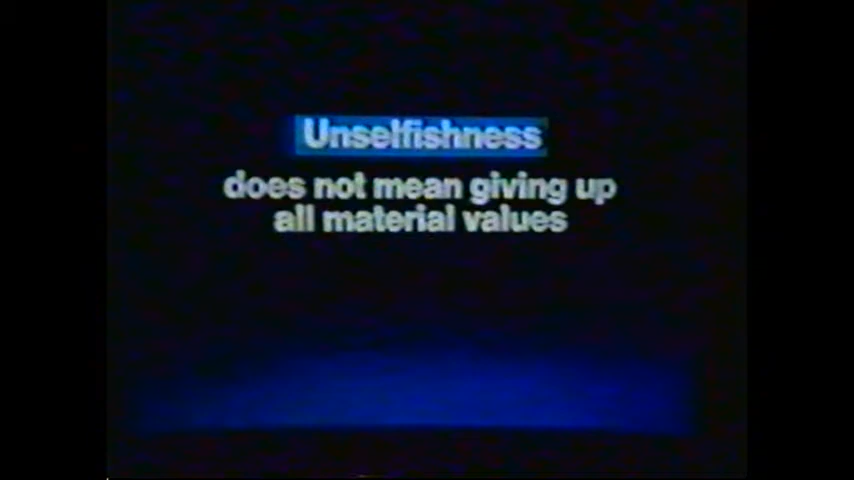 Unselfishness
does not mean giving up
all material values